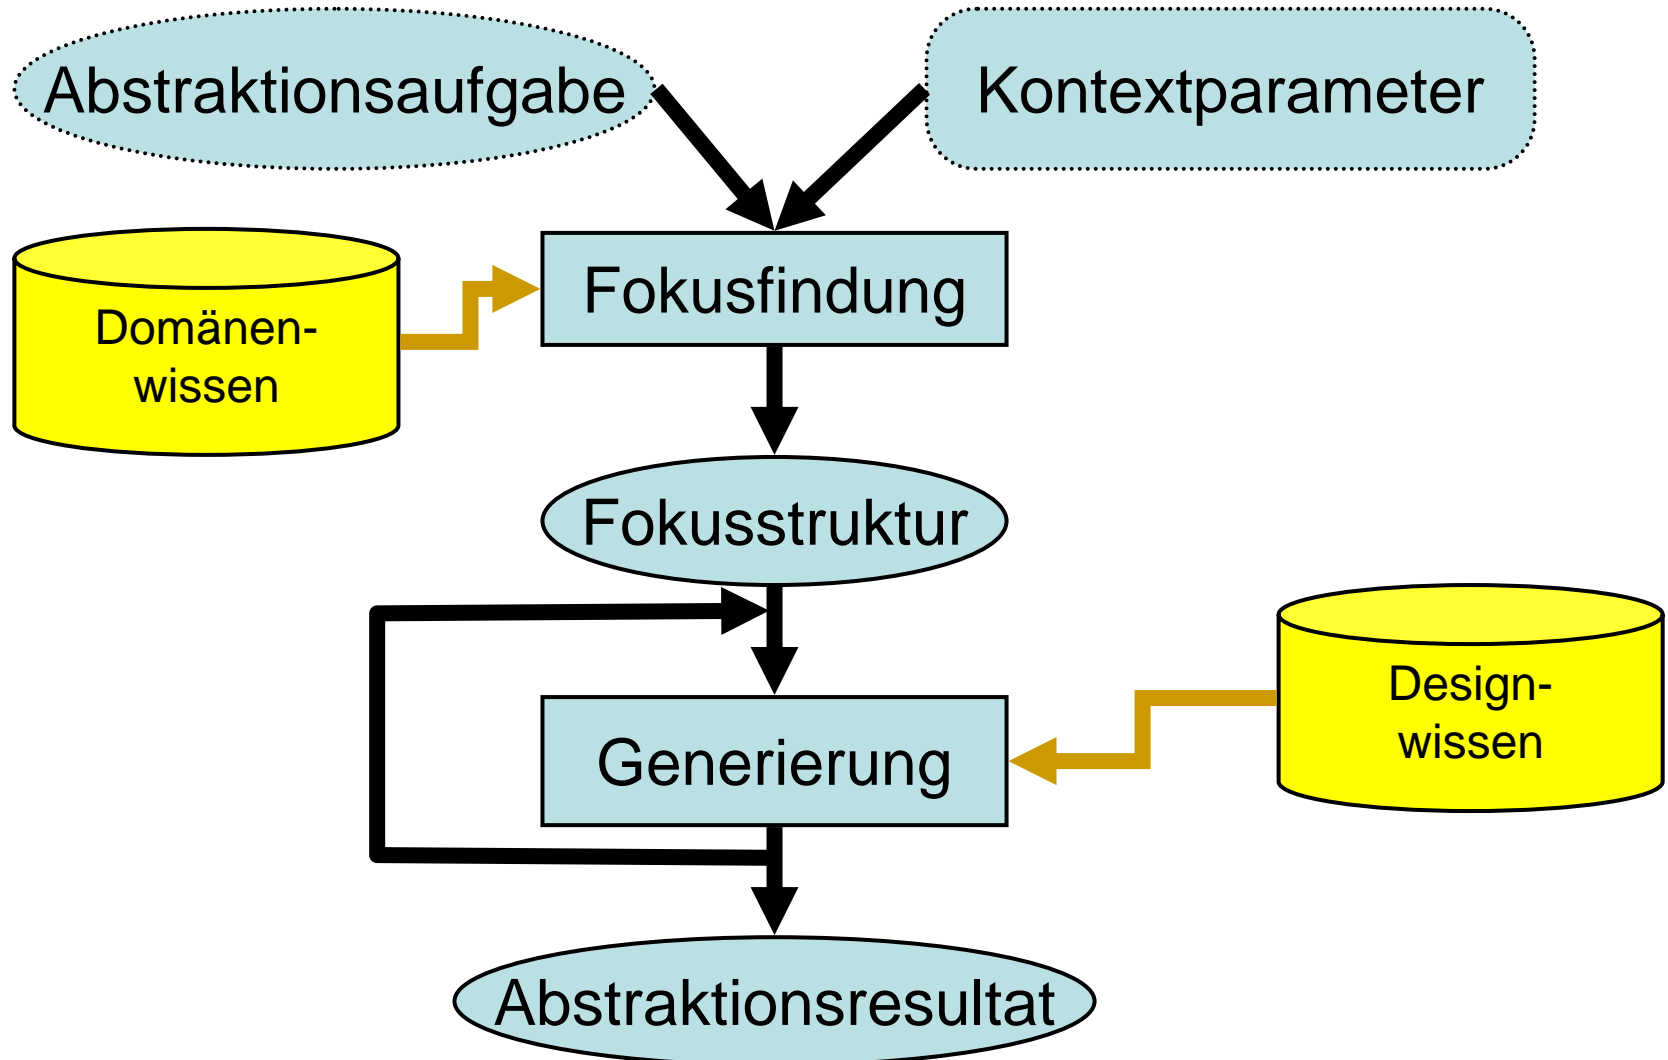 Abstraktionsaufgabe
Kontextparameter
Fokusfindung
Domänen-
wissen
Fokusstruktur
Design-
wissen
Generierung
Abstraktionsresultat